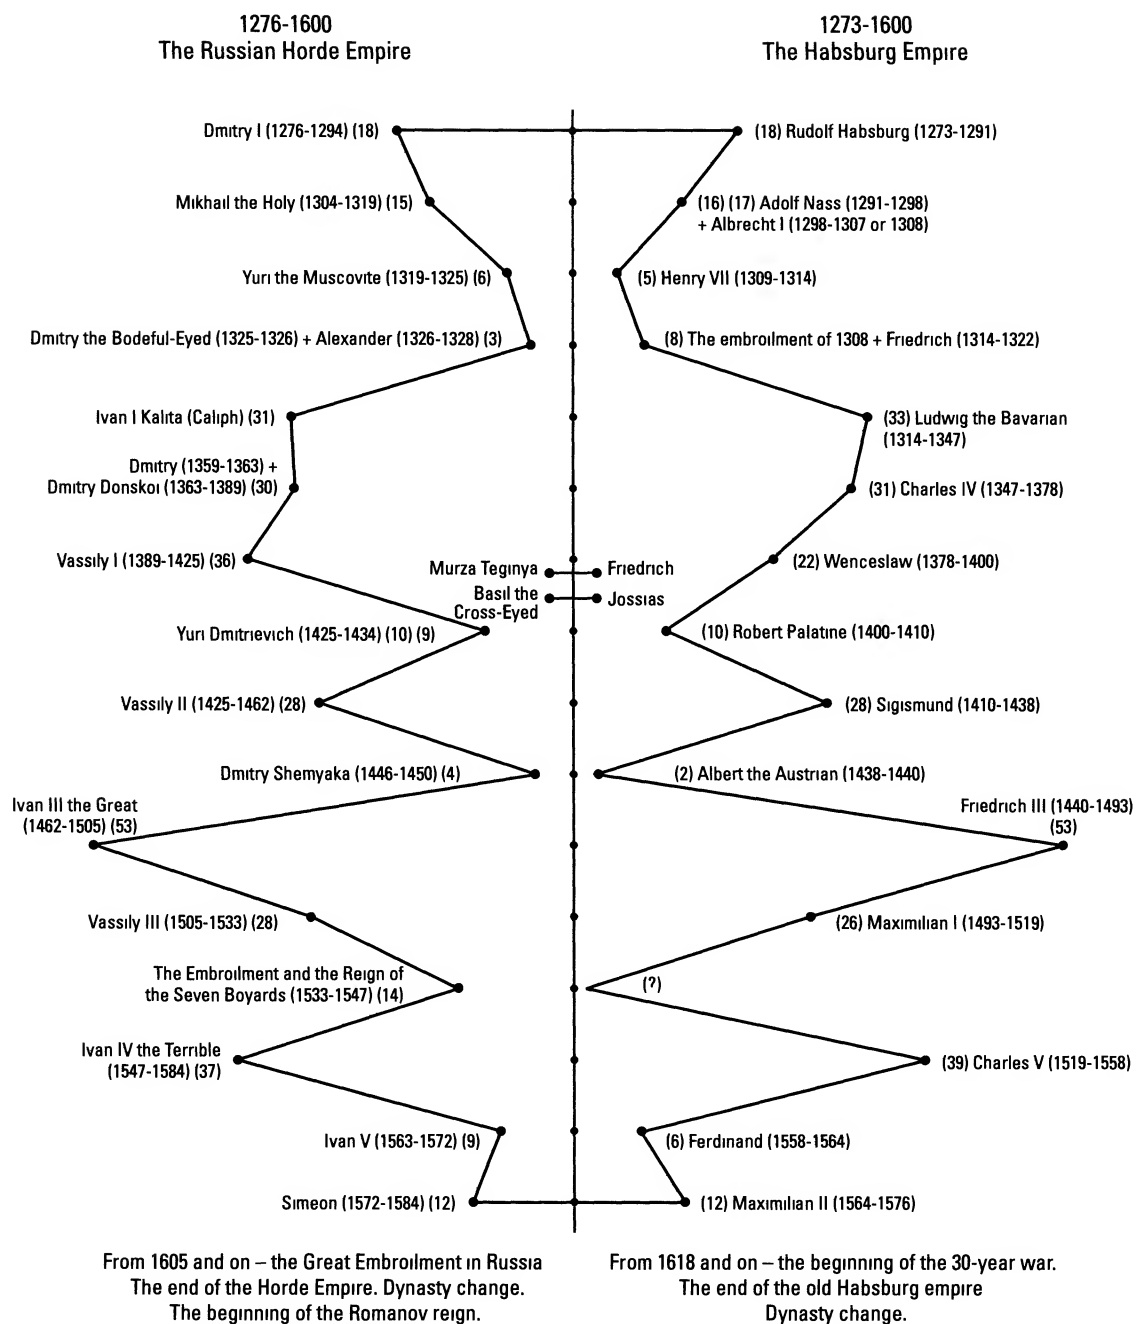 1276-1600
The Russian Horde Empire
1273-1600
The Habsburg Empire
Dmitry I (1276-1294) (18)
(18) Rudolf Habsburg (1273-1291)
Mikhail the Holy (1304-1319) (15)
(16) (17) Adolf Nass (1291-1298)
+ Albrecht I (1298-1307 or 1308)
Yuri the Muscovite (1319-1325) (6)
(5) Henry VII (1309-1314)
Dmitry the Bodeful-Eyed (1325-1326) + Alexander (1326-1328) (3)
(8) The embroilment of 1308 + Friedrich (1314-1322)
Ivan I Kalita (Caliph) (31)
(33) Ludwig the Bavarian
(1314-1347)
Dmitry (1359-1363) +
Dmitry Donskoi (1363-1389) (30)
(31) Charles IV (1347-1378)
Vassily I (1389-1425) (36)
(22) Wenceslaw (1378-1400)
Murza Teginya
Friedrich
Basil the
Cross-Eyed
Jossias
Yuri Dmitrievich (1425-1434) (10) (9)
(10) Robert Palatine (1400-1410)
Vassily II (1425-1462) (28)
(28) Sigismund (1410-1438)
Dmitry Shemyaka (1446-1450) (4)
(2) Albert the Austrian (1438-1440)
Ivan III the Great
(1462-1505) (53)
Friedrich III (1440-1493)
(53)
Vassily III (1505-1533) (28)
(26) Maximilian I (1493-1519)
The Embroilment and the Reign of
the Seven Boyards (1533-1547) (14)
(?)
Ivan IV the Terrible
(1547-1584) (37)
(39) Charles V (1519-1558)
Ivan V (1563-1572) (9)
(6) Ferdinand (1558-1564)
Simeon (1572-1584) (12)
(12) Maximilian II (1564-1576)
From 1605 and on – the Great Embroilment in Russia
The end of the Horde Empire. Dynasty change.
The beginning of the Romanov reign.
From 1618 and on – the beginning of the 30-year war.
The end of the old Habsburg empire
Dynasty change.